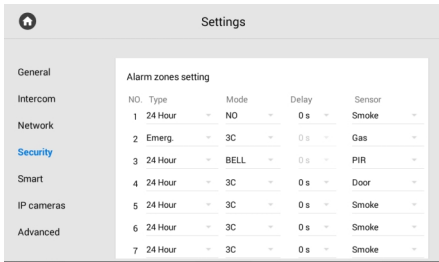 Settings
General
Intercom
Network
Security
Smart
IP cameras
Advanced
Alarm zones setting
NO. Type Mode Delay Sensor
1 24 Hour NO 0 s Smoke
2 Emerg. 3C 0 s Gas
3 24 Hour BELL 0 s PIR
4 24 Hour 3C 0 s Door
5 24 Hour 3C 0 s Smoke
6 24 Hour 3C 0 s Smoke
7 24 Hour 3C 0 s Smoke